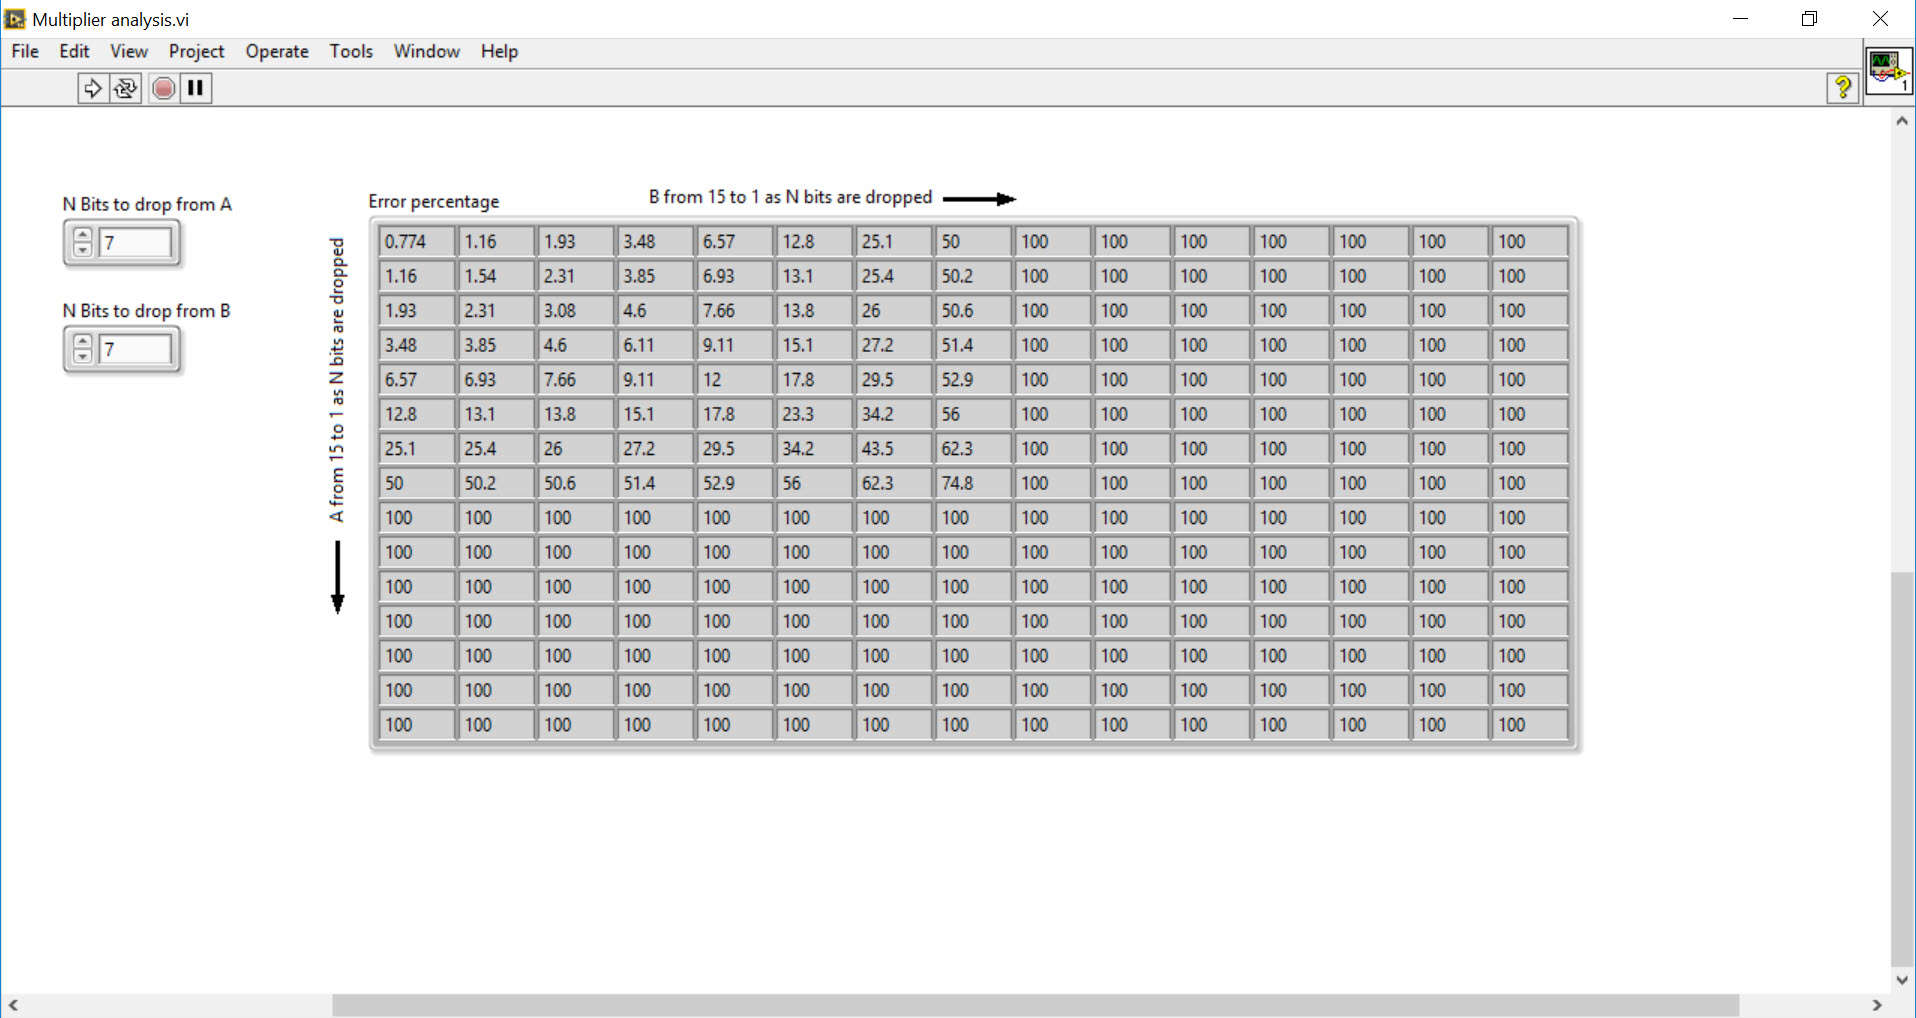 Multiplier analysis.vi
File Edit View Project Operate Tools Window Help
1
N Bits to drop from A
7
N Bits to drop from B
7
Error percentage
B from 15 to 1 as N bits are dropped
A from 15 to 1 as N bits are dropped
0.774 1.16 1.93 3.48 6.57 12.8 25.1 50 100 100 100 100 100 100 100
1.16 1.54 2.31 3.85 6.93 13.1 25.4 50.2 100 100 100 100 100 100 100
1.93 2.31 3.08 4.6 7.66 13.8 26 50.6 100 100 100 100 100 100 100
3.48 3.85 4.6 6.11 9.11 15.1 27.2 51.4 100 100 100 100 100 100 100
6.57 6.93 7.66 9.11 12 17.8 29.5 52.9 100 100 100 100 100 100 100
12.8 13.1 13.8 15.1 17.8 23.3 34.2 56 100 100 100 100 100 100 100
25.1 25.4 26 27.2 29.5 34.2 43.5 62.3 100 100 100 100 100 100 100
50 50.2 50.6 51.4 52.9 56 62.3 74.8 100 100 100 100 100 100 100
100 100 100 100 100 100 100 100 100 100 100 100 100 100 100
100 100 100 100 100 100 100 100 100 100 100 100 100 100 100
100 100 100 100 100 100 100 100 100 100 100 100 100 100 100
100 100 100 100 100 100 100 100 100 100 100 100 100 100 100
100 100 100 100 100 100 100 100 100 100 100 100 100 100 100
100 100 100 100 100 100 100 100 100 100 100 100 100 100 100
100 100 100 100 100 100 100 100 100 100 100 100 100 100 100